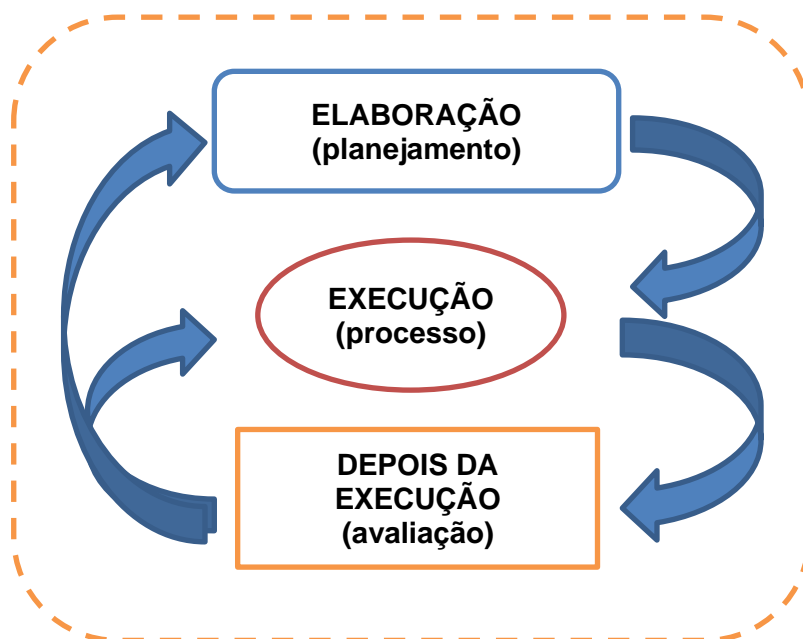 ELABORAÇÃO
(planejamento)
EXECUÇÃO
(processo)
DEPOIS DA
EXECUÇÃO
(avaliação)